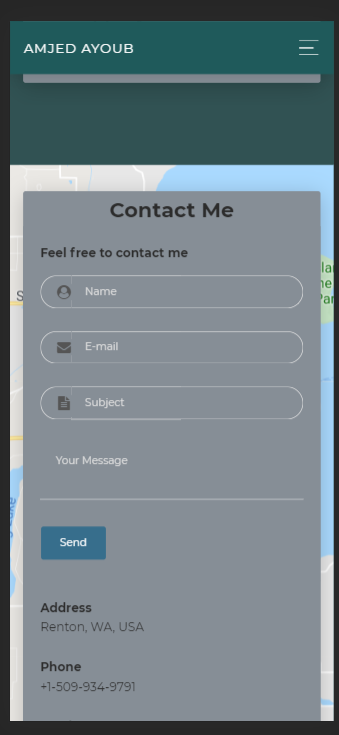 AMJED AYOUB
Contact Me
Feel free to contact me
Name
E-mail
Subject
Your Message
Send
Address
Renton, WA, USA
Phone
+1-509-934-9791